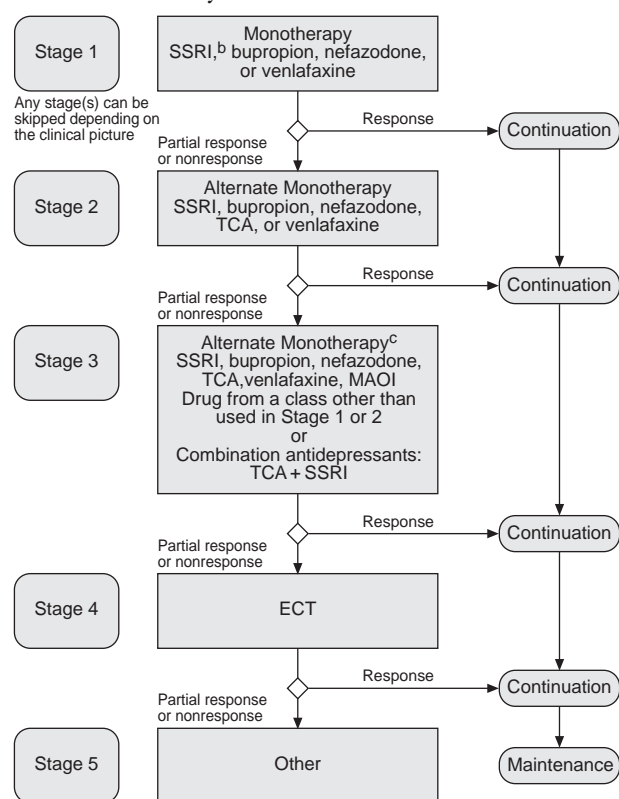 Stage 1
Monotherapy
SSRI,b bupropion, nefazodone,
or venlafaxine
Any stage(s) can be
skipped depending on
the clinical picture
Response
Continuation
Partial response
or nonresponse
Stage 2
Alternate Monotherapy
SSRI, bupropion, nefazodone,
TCA, or venlafaxine
Response
Continuation
Partial response
or nonresponse
Stage 3
Alternate Monotherapyc
SSRI, bupropion, nefazodone,
TCA,venlafaxine, MAOI
Drug from a class other than
used in Stage 1 or 2
or
Combination antidepressants:
TCA + SSRI
Response
Continuation
Partial response
or nonresponse
Stage 4
ECT
Response
Continuation
Partial response
or nonresponse
Stage 5
Other
Maintenance